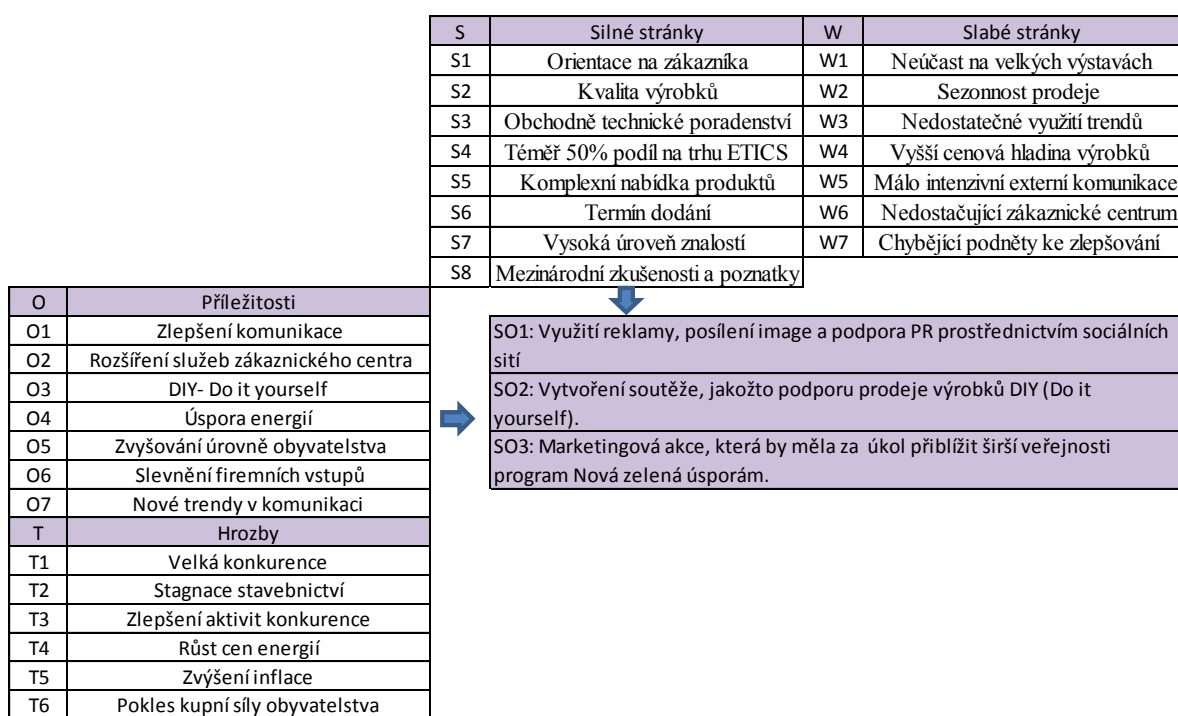 S Silné stránky W Slabé stránky
S1 Orientace na zákazníka W1 Neúčast na velkých výstavách
S2 Kvalita výrobků W2 Sezonnost prodeje
S3 Obchodně technické poradenství W3 Nedostatečné využití trendů
S4 Téměř 50% podíl na trhu ETICS W4 Vyšší cenová hladina výrobků
S5 Komplexní nabídka produktů W5 Málo intenzivní externí komunikace
S6 Termín dodání W6 Nedostačující zákaznické centrum
S7 Vysoká úroveň znalostí W7 Chybějící podněty ke zlepšování
S8 Mezinárodní zkušenosti a poznatky
O Příležitosti
O1 Zlepšení komunikace
O2 Rozšíření služeb zákaznického centra
O3 DIY- Do it yourself
O4 Úspora energií
O5 Zvyšování úrovně obyvatelstva
O6 Slevnění firemních vstupů
O7 Nové trendy v komunikaci
SO1: Využití reklamy, posílení image a podpora PR prostřednictvím sociálních
sítí
SO2: Vytvoření soutěže, jakožto podporu prodeje výrobků DIY (Do it
yourself).
SO3: Marketingová akce, která by měla za úkol přiblížit širší veřejnosti
program Nová zelená úsporám.
T Hrozby
T1 Velká konkurence
T2 Stagnace stavebnictví
T3 Zlepšení aktivit konkurence
T4 Růst cen energií
T5 Zvýšení inflace
T6 Pokles kupní síly obyvatelstva